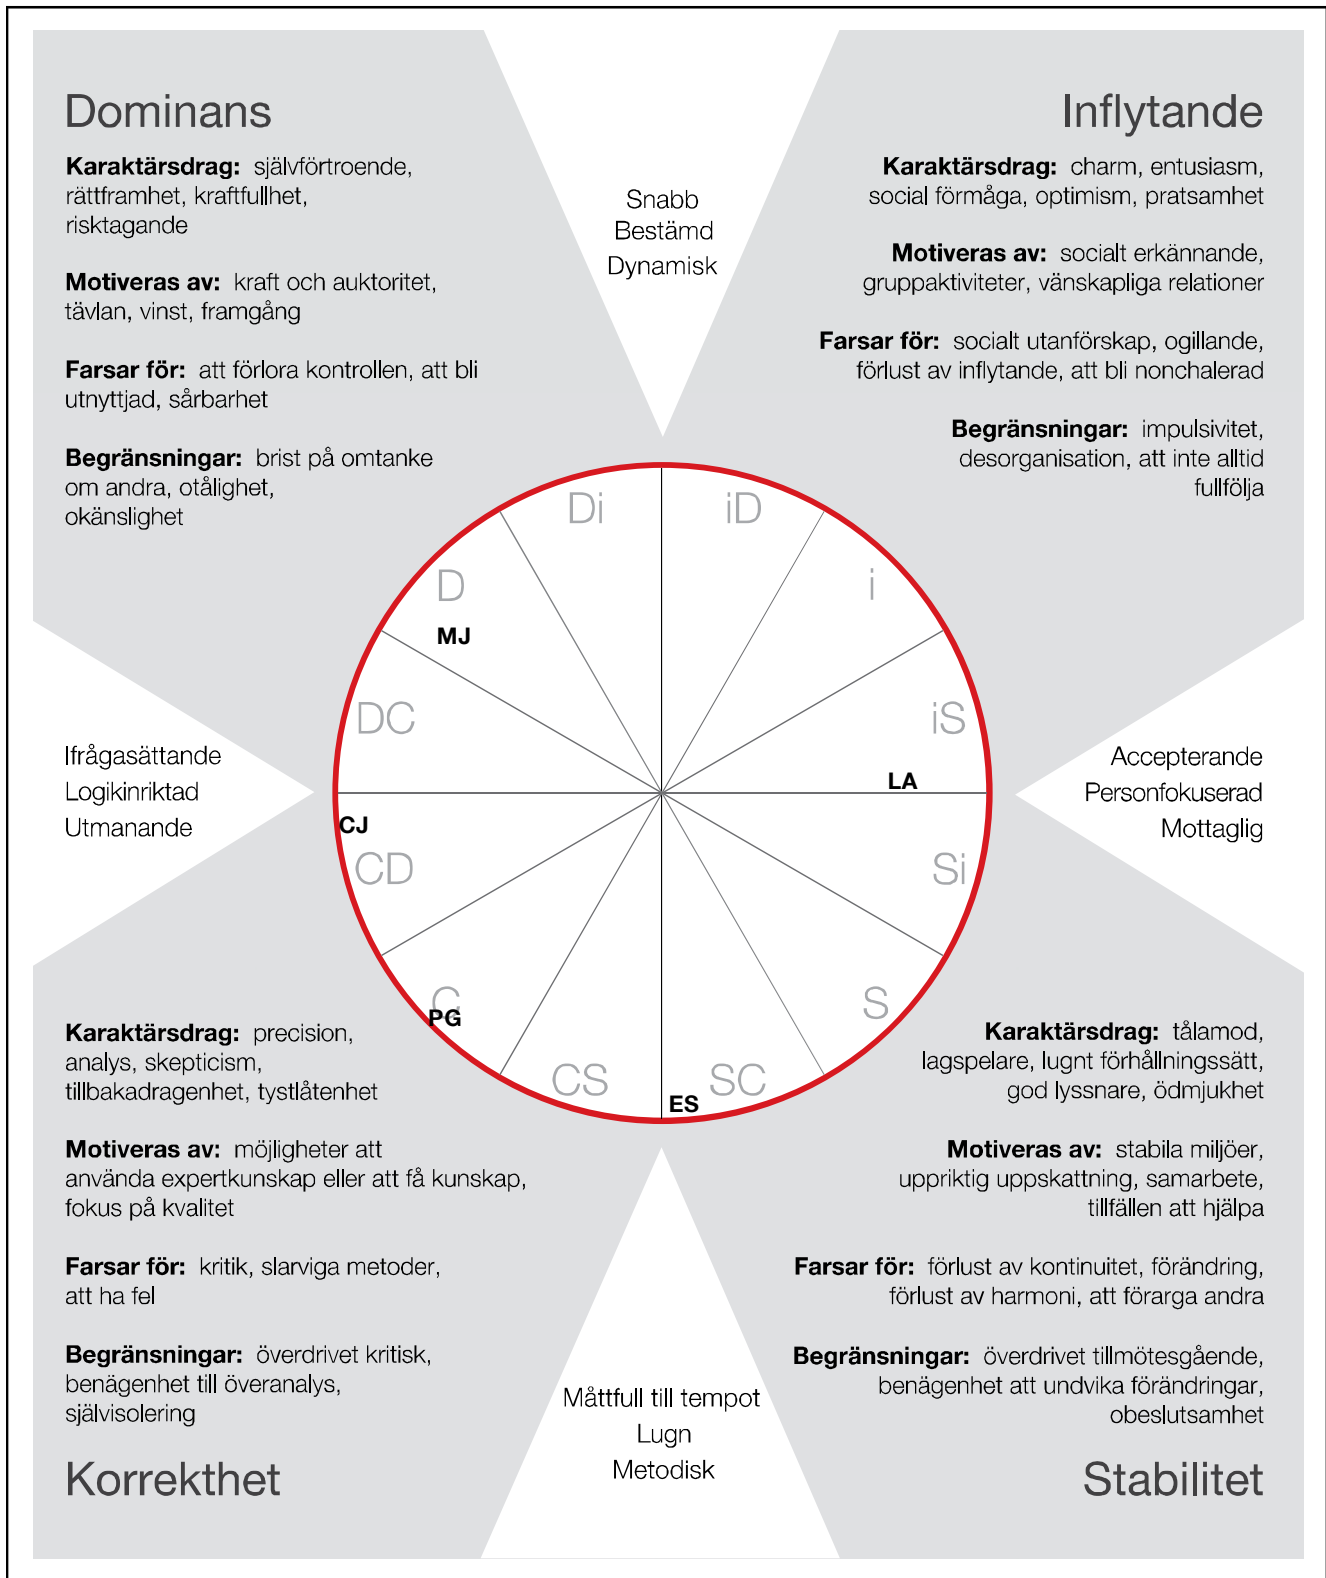 Dominans
Karaktärsdrag: självförtroende,
rättframhet, kraftfullhet,
risktagande
Motiveras av: kraft och auktoritet,
tävlan, vinst, framgång
Farsar för: att förlora kontrollen, att bli
utnyttjad, sårbarhet
Begränsningar: brist på omtanke
om andra, otålighet,
okänslighet
Snabb
Bestämd
Dynamisk
Inflytande
Karaktärsdrag: charm, entusiasm,
social förmåga, optimism, pratsamhet
Motiveras av: socialt erkännande,
gruppaktiviteter, vänskapliga relationer
Farsar för: socialt utanförskap, ogillande,
förlust av inflytande, att bli nonchalerad
Begränsningar: impulsivitet,
desorganisation, att inte alltid
fullfölja
Di
iD
D
i
MJ
DC
iS
LA
CJ
CD
Si
C
PG
S
CS
SC
ES
Ifrågasättande
Logikinriktad
Utmanande
Accepterande
Personfokuserad
Mottaglig
Karaktärsdrag: precision,
analys, skepticism,
tillbakadragenhet, tystlåtenhet
Motiveras av: möjligheter att
använda expertkunskap eller att få kunskap,
fokus på kvalitet
Farsar för: kritik, slarviga metoder,
att ha fel
Begränsningar: överdrivet kritisk,
benägenhet till överanalys,
självisolering
Korrekthet
Måttfull till tempot
Lugn
Metodisk
Karaktärsdrag: tålamod,
lagspelare, lugnt förhållningssätt,
god lyssnare, ödmjukhet
Motiveras av: stabila miljöer,
uppriktig uppskattning, samarbete,
tillfällen att hjälpa
Farsar för: förlust av kontinuitet, förändring,
förlust av harmoni, att förarga andra
Begränsningar: överdrivet tillmötesgående,
benägenhet att undvika förändringar,
obeslutsamhet
Stabilitet